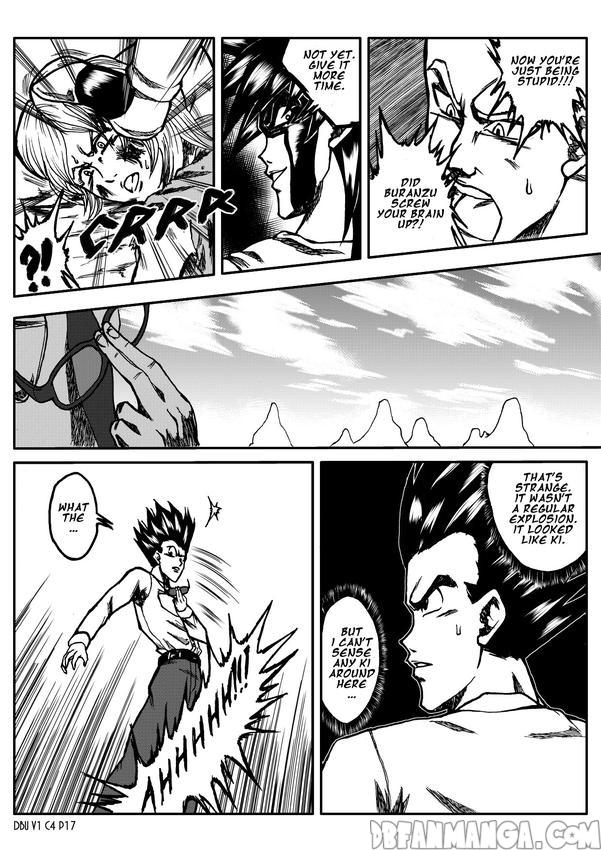 NOW YOU'RE
JUST BEING
STUPID!!!
DID
BURANZU
SCREW
YOUR BRAIN
UP?!
NOT YET.
GIVE IT
MORE
TIME.
CRRR
?!
THAT'S
STRANGE.
IT WASN'T
A REGULAR
EXPLOSION.
IT LOOKED
LIKE KI.
BUT
I CAN'T
SENSE
ANY KI
AROUND
HERE
...
WHAT
THE
...
AHHHHHH!!!
DBU V1 C4 P17
DBFANMANGA.COM